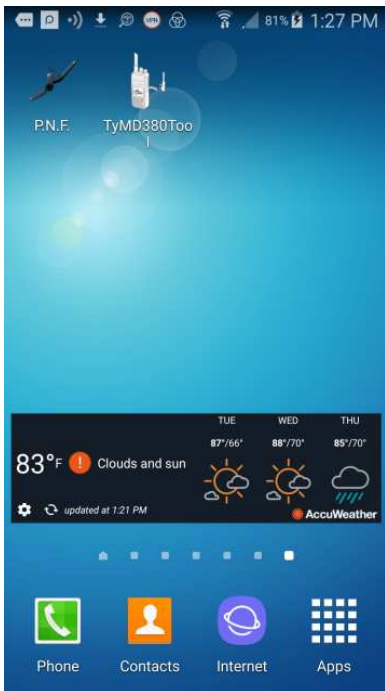 VPN
81% 1:27 PM
P.N.F.
TyMD380Too
l
TUE WED THU
87°/66° 88°/70° 85°/70°
83°F ! Clouds and sun
updated at 1:21 PM
AccuWeather
Phone Contacts Internet Apps